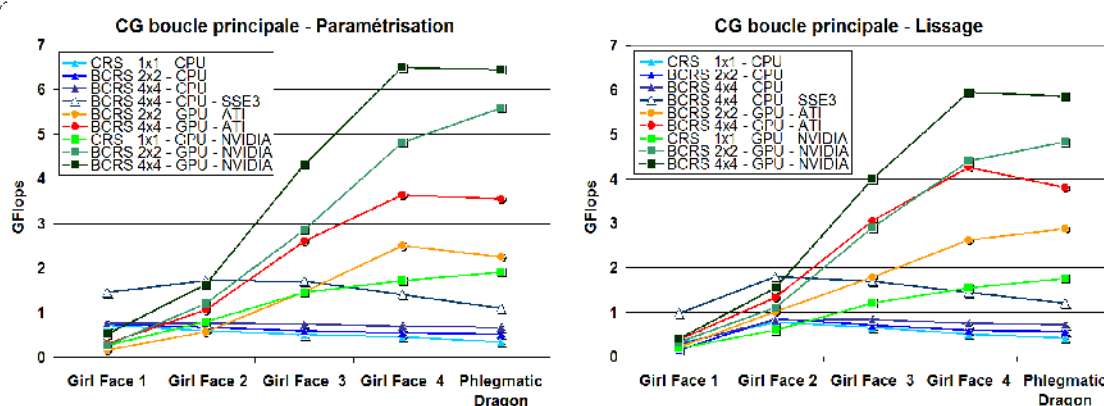 CG boucle principale - Paramétrisation
7
6
5
4
3
2
1
0
GFlops
CRS 1x1 - CPU
BCRS 2x2 - CPU
BCRS 4x4 - CPU
BCRS 4x4 - CPU - SSE3
BCRS 2x2 - GPU - ATI
BCRS 4x4 - GPU - ATI
CRS 1x1 - GPU - NVIDIA
BCRS 2x2 - GPU - NVIDIA
BCRS 4x4 - GPU - NVIDIA
Girl Face 1
Girl Face 2
Girl Face 3
Girl Face 4
Phlegmatic
Dragon
CG boucle principale - Lissage
7
6
5
4
3
2
1
0
GFlops
CRS 1x1 - CPU
BCRS 2x2 - CPU
BCRS 4x4 - CPU
BCRS 4x4 - CPU - SSE3
BCRS 2x2 - GPU - ATI
BCRS 4x4 - GPU - ATI
CRS 1x1 - GPU - NVIDIA
BCRS 2x2 - GPU - NVIDIA
BCRS 4x4 - GPU - NVIDIA
Girl Face 1
Girl Face 2
Girl Face 3
Girl Face 4
Phlegmatic
Dragon